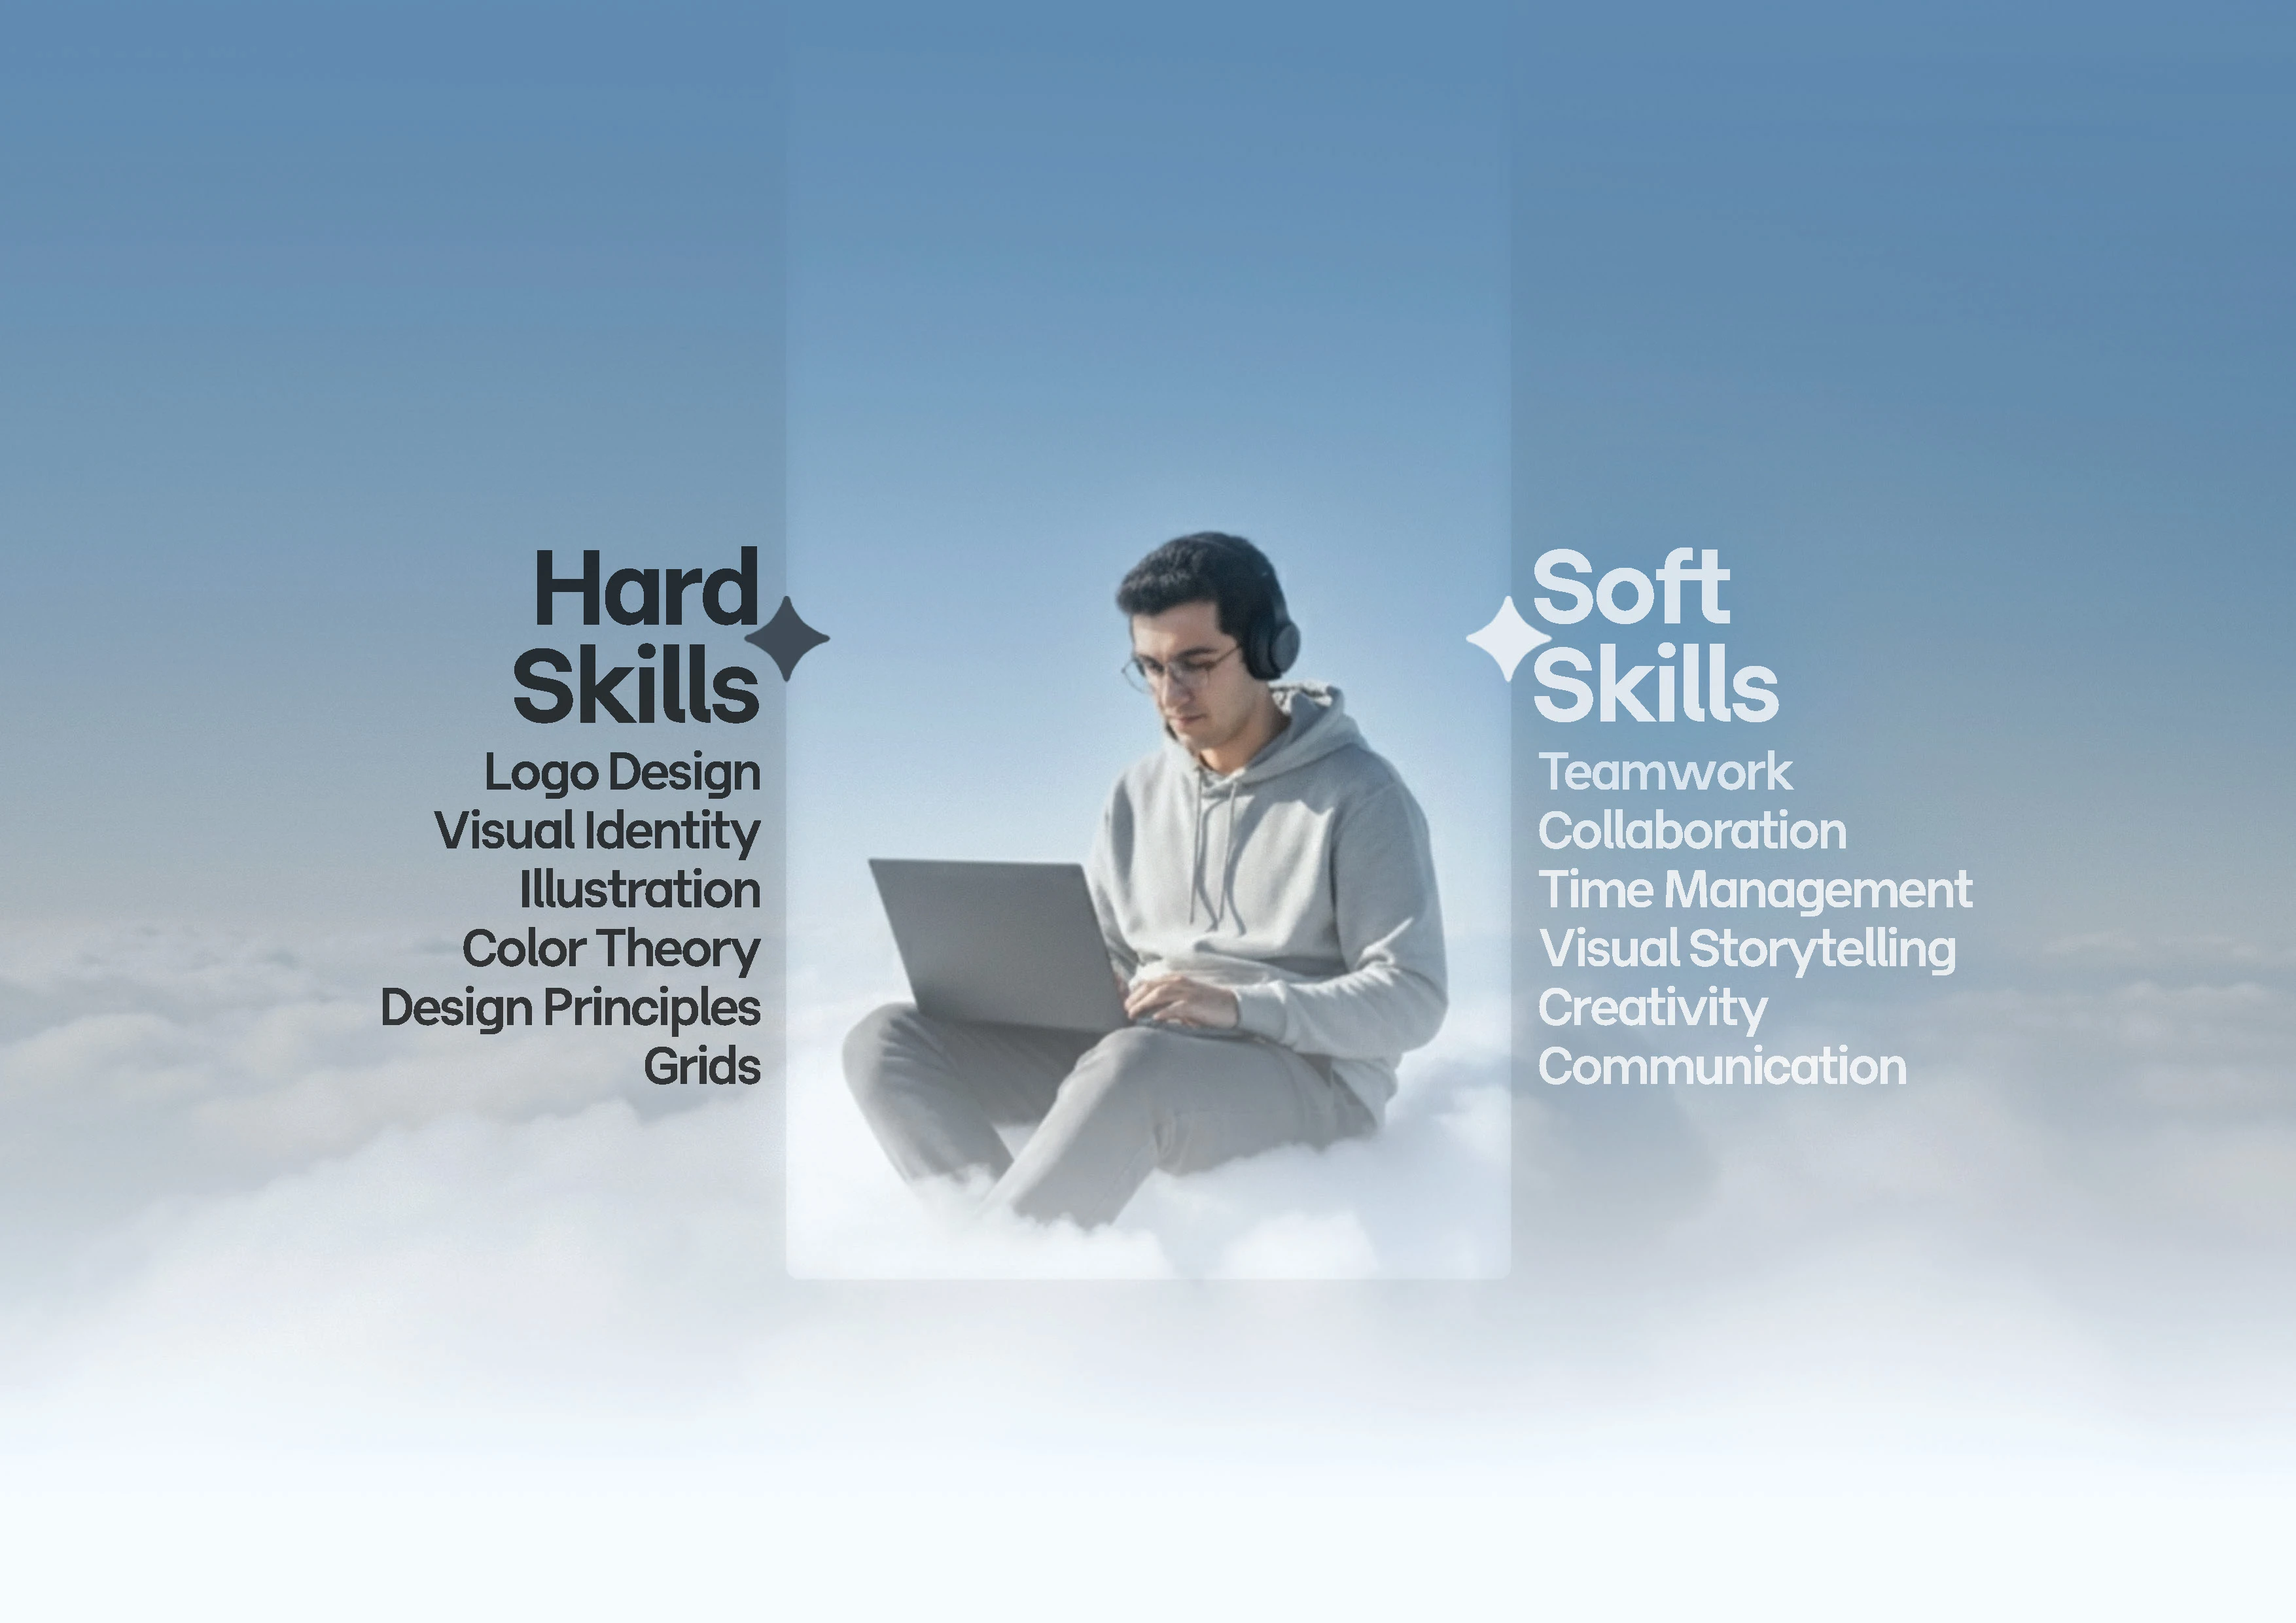 Hard
Skills
Logo Design
Visual Identity
Illustration
Color Theory
Design Principles
Grids
Soft
Skills
Teamwork
Collaboration
Time Management
Visual Storytelling
Creativity
Communication